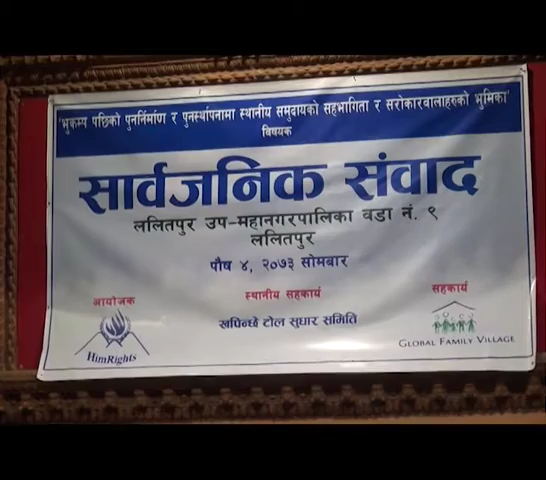 'भुकम्प पछिको पुनर्निर्माण र पुनर्स्थापनामा स्थानीय समुदायको सहभागिता र सरोकारवालाहरुको भुमिका'
विषयक
सार्वजनिक संवाद
ललितपुर उप-महानगरपालिका वडा नं. ९
ललितपुर
पौष ४, २०७३ सोमबार
आयोजक
स्थानीय सहकार्य
सहकार्य
खपिन्छे टोल सुधार समिति
HimRights
GLOBAL FAMILY VILLAGE